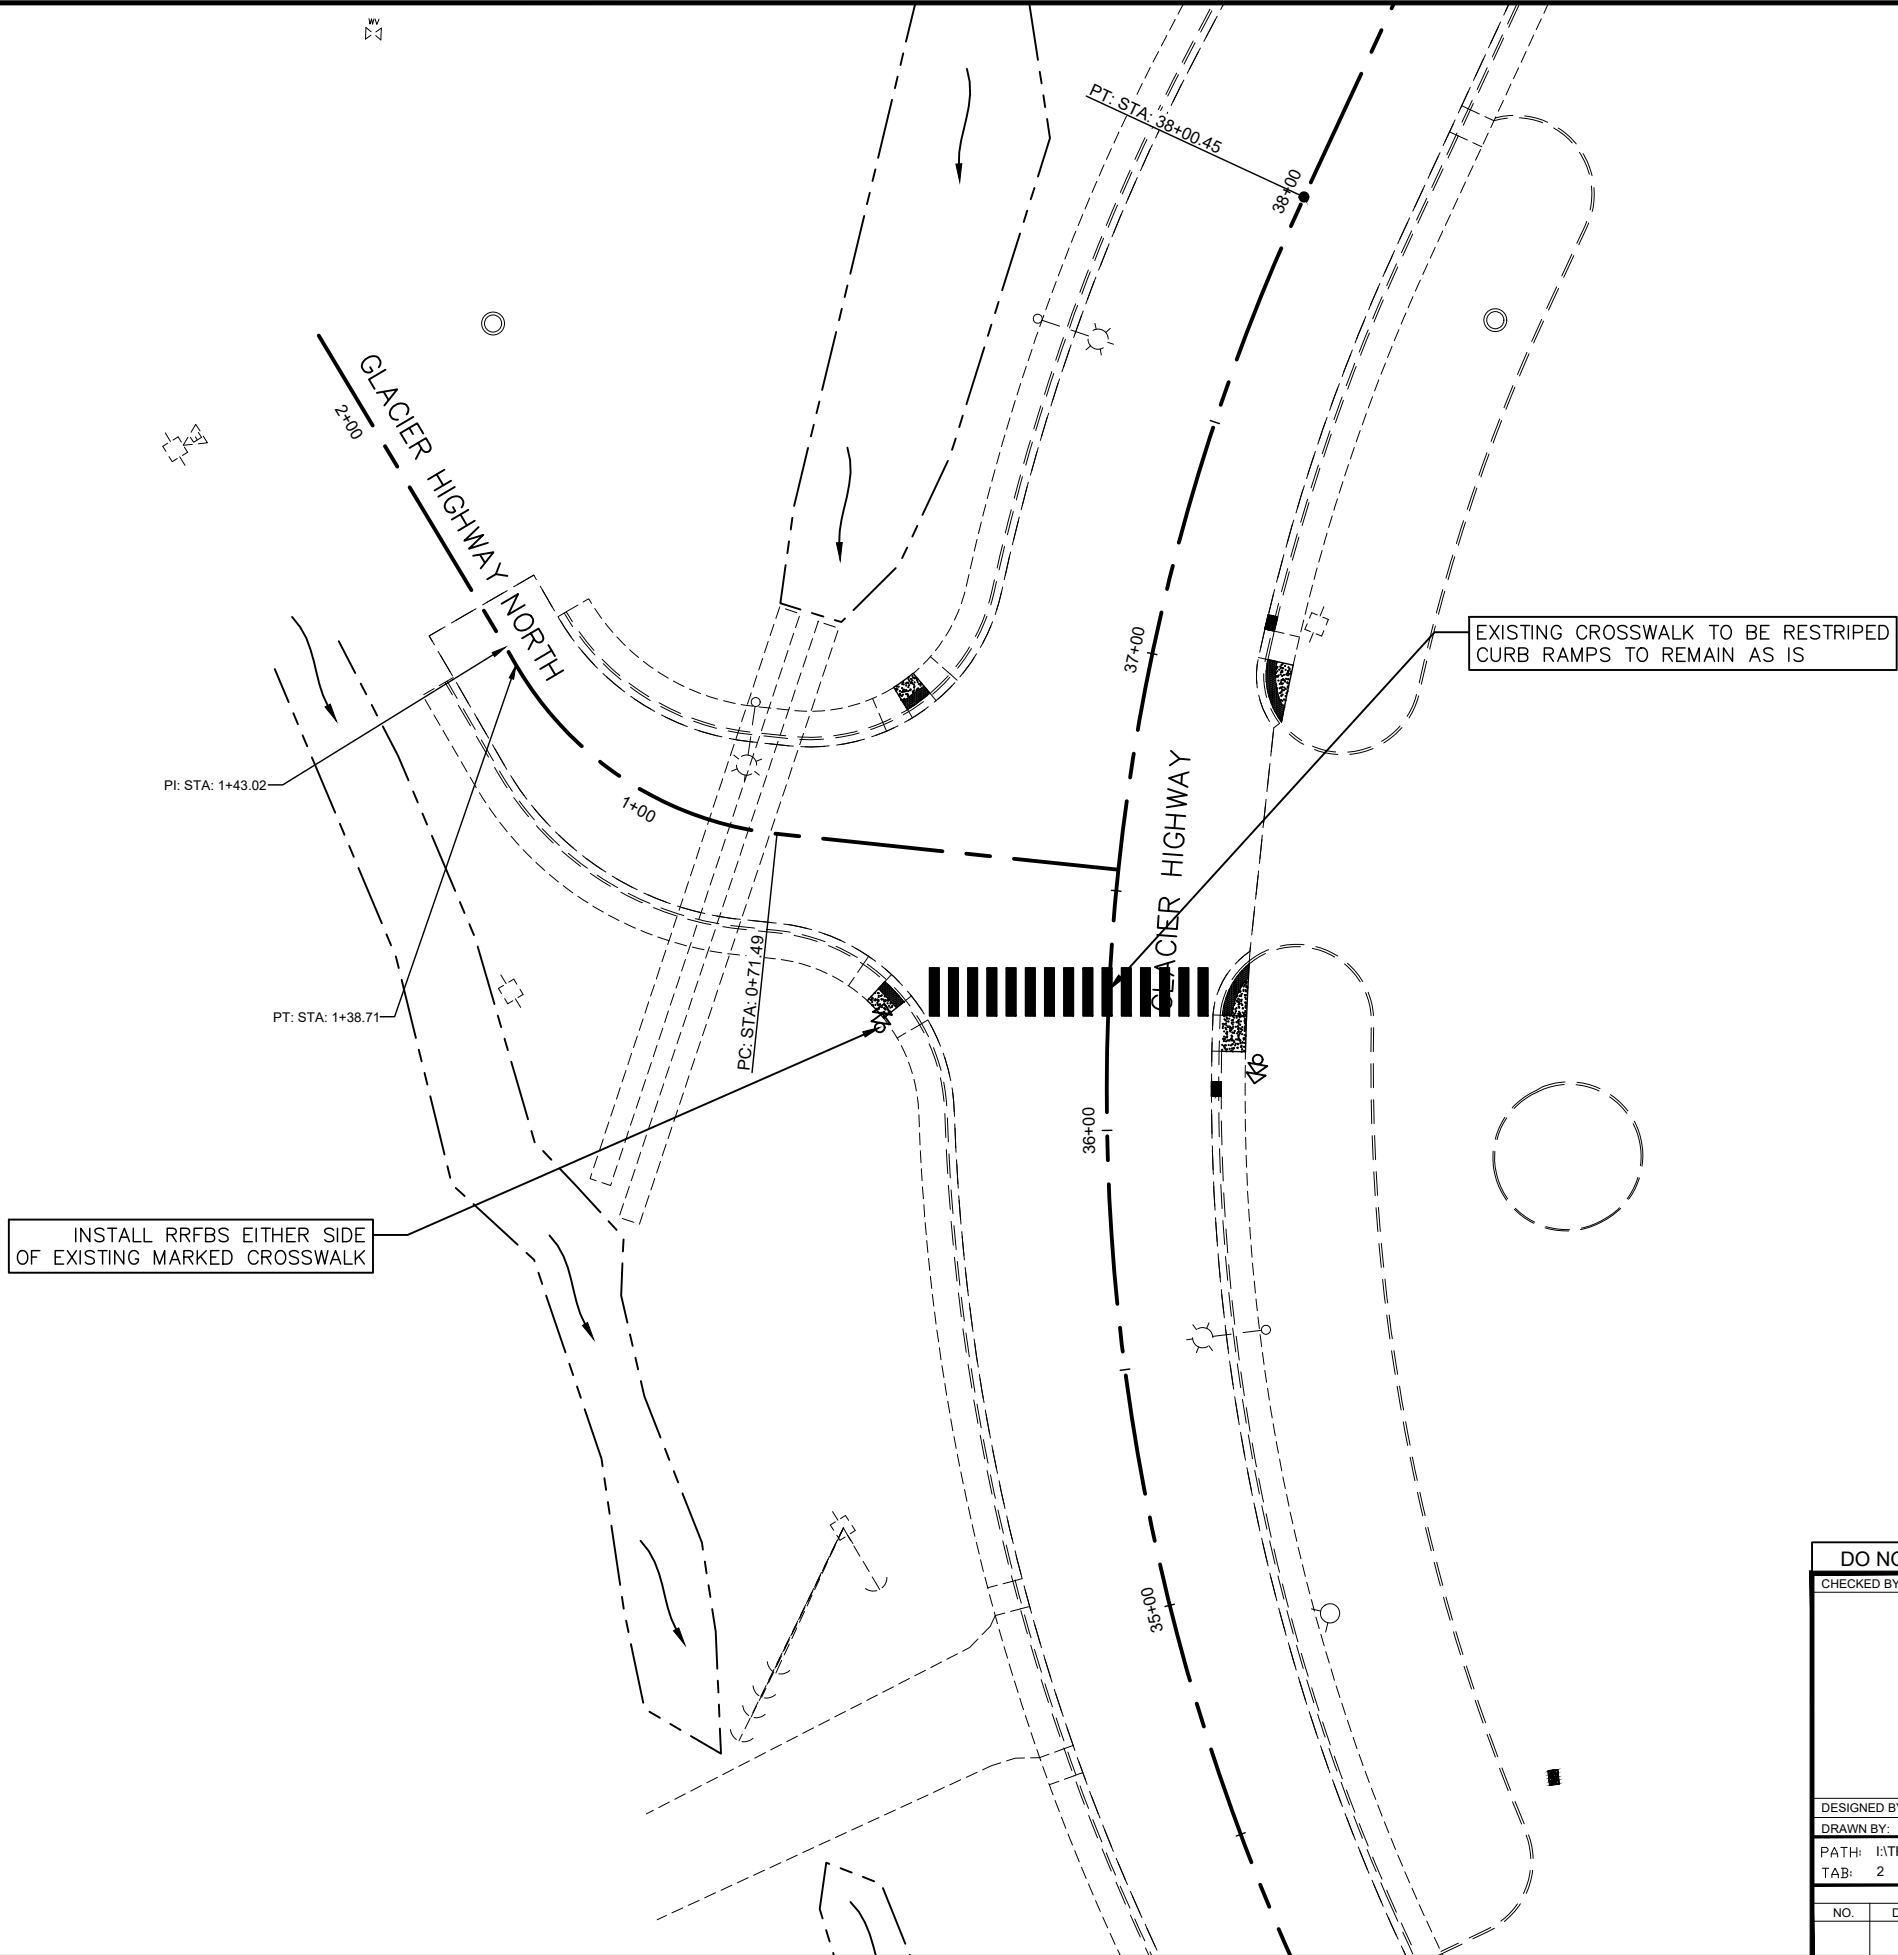 WV
PT: STA: 38+00.45
38+00
GLACIER HIGHWAY NORTH
2+00
37+00
EXISTING CROSSWALK TO BE RESTRIPED
CURB RAMPS TO REMAIN AS IS
PI: STA: 1+43.02
1+00
GLACIER HIGHWAY
PC: STA: 0+71.49
PT: STA: 1+38.71
36+00
INSTALL RRFBS EITHER SIDE
OF EXISTING MARKED CROSSWALK
35+00
DO NO
CHECKED BY
DESIGNED BY
DRAWN BY:
PATH: I:\TF
TAB: 2
NO. D